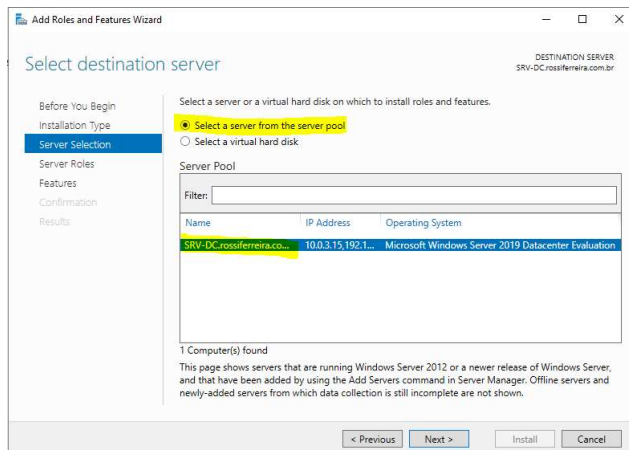 Add Roles and Features Wizard
Select destination server
DESTINATION SERVER
SRV-DC.rossiferreira.com.br
Before You Begin
Installation Type
Server Selection
Server Roles
Features
Confirmation
Results
Select a server or a virtual hard disk on which to install roles and features.
Select a server from the server pool
Select a virtual hard disk
Server Pool
Filter:
Name IP Address Operating System
SRV-DC.rossiferreira.co... 10.0.3.15,192.1... Microsoft Windows Server 2019 Datacenter Evaluation
1 Computer(s) found
This page shows servers that are running Windows Server 2012 or a newer release of Windows Server,
and that have been added by using the Add Servers command in Server Manager. Offline servers and
newly-added servers from which data collection is still incomplete are not shown.
< Previous Next > Install Cancel